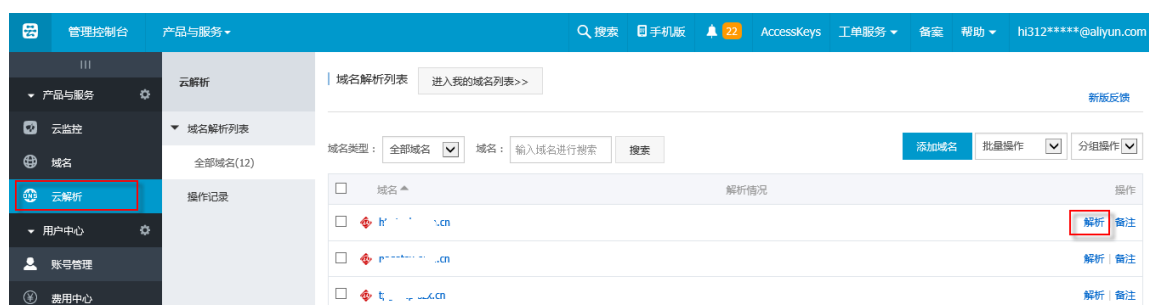 管理控制台 产品与服务 搜索 手机版 22 AccessKeys 工单服务 备案 帮助 hi312*****@aliyun.com
产品与服务
云监控
域名
DNS 云解析
用户中心
账号管理
费用中心
云解析
域名解析列表
全部域名(12)
操作记录
域名解析列表 进入我的域名列表>>
新版反馈
域名类型： 全部域名 域名： 输入域名进行搜索 搜索 添加域名 批量操作 分组操作
域名 解析情况 操作
.cn 解析 备注
.cn 解析 备注
.cn 解析 备注